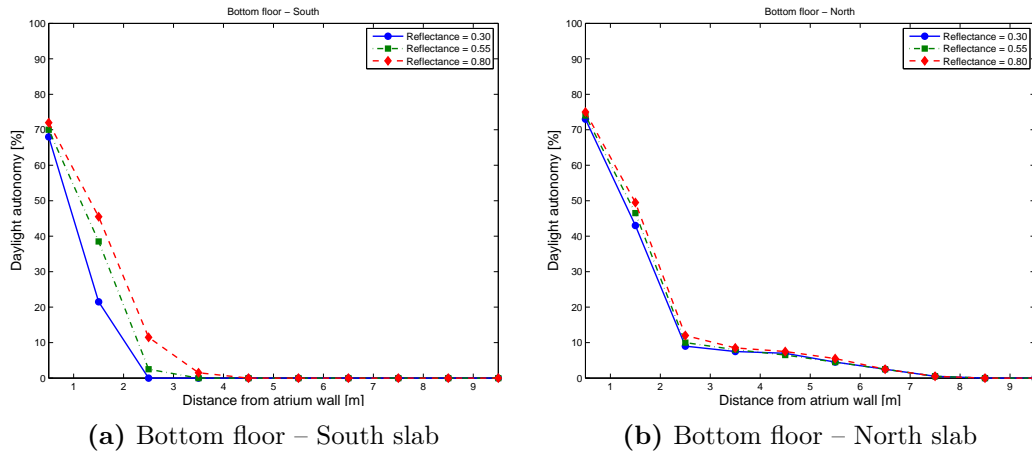 Bottom floor – South
100
90
80
70
60
50
40
30
20
10
0
Daylight autonomy [%]
1 2 3 4 5 6 7 8 9
Distance from atrium wall [m]
Reflectance = 0.30
Reflectance = 0.55
Reflectance = 0.80
(a) Bottom floor – South slab
Bottom floor – North
100
90
80
70
60
50
40
30
20
10
0
Daylight autonomy [%]
1 2 3 4 5 6 7 8 9
Distance from atrium wall [m]
Reflectance = 0.30
Reflectance = 0.55
Reflectance = 0.80
(b) Bottom floor – North slab